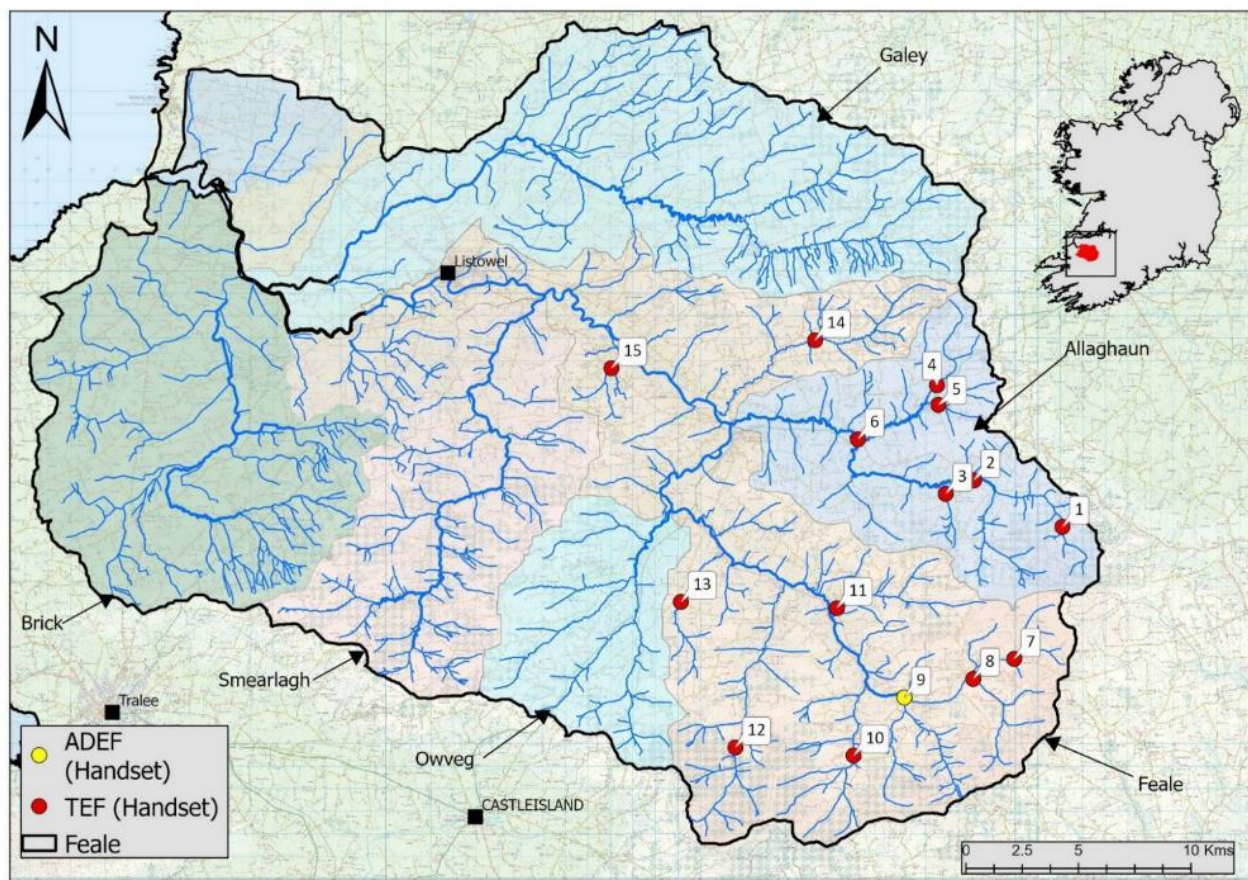 N
Galey
Listowel
14
Allaghaun
15
4
5
6
2
3
1
13
11
7
8
9
12
10
Brick
Smearlagh
Tralee
Owveg
CASTLEISLAND
Feale
ADEF
(Handset)
TEF (Handset)
Feale
0 2.5 5 10 Kms